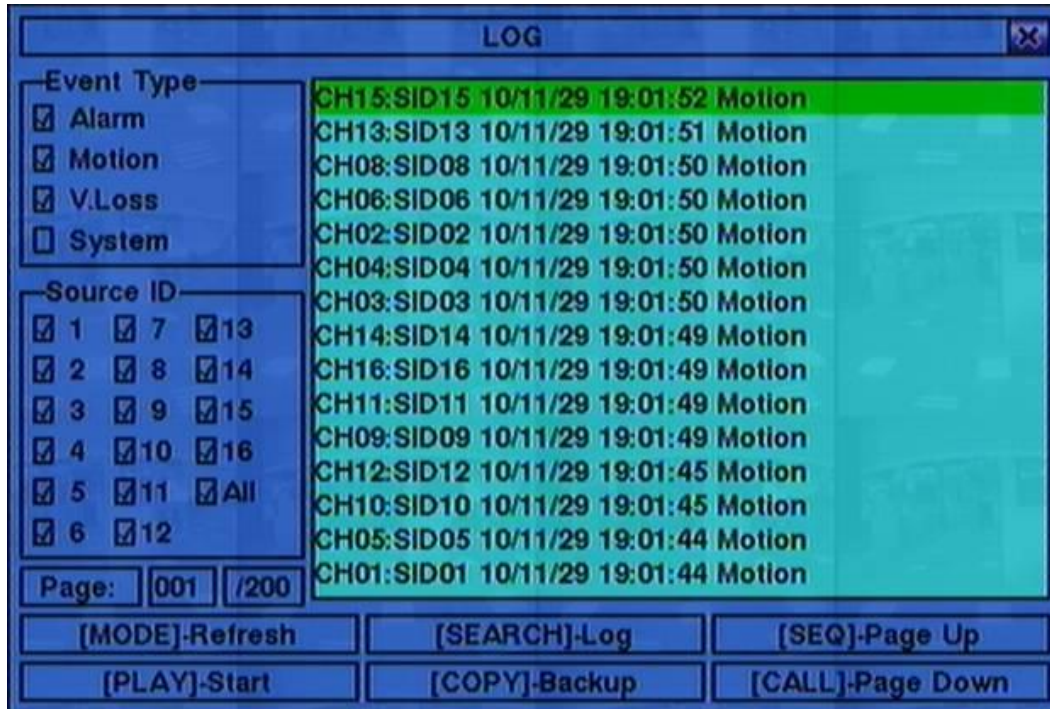 LOG
Event Type
Alarm
Motion
V.Loss
System
Source ID
1 7 13
2 8 14
3 9 15
4 10 16
5 11 All
6 12
Page: 001 /200
CH15:SID15 10/11/29 19:01:52 Motion
CH13:SID13 10/11/29 19:01:51 Motion
CH08:SID08 10/11/29 19:01:50 Motion
CH06:SID06 10/11/29 19:01:50 Motion
CH02:SID02 10/11/29 19:01:50 Motion
CH04:SID04 10/11/29 19:01:50 Motion
CH03:SID03 10/11/29 19:01:50 Motion
CH14:SID14 10/11/29 19:01:49 Motion
CH16:SID16 10/11/29 19:01:49 Motion
CH11:SID11 10/11/29 19:01:49 Motion
CH09:SID09 10/11/29 19:01:49 Motion
CH12:SID12 10/11/29 19:01:45 Motion
CH10:SID10 10/11/29 19:01:45 Motion
CH05:SID05 10/11/29 19:01:44 Motion
CH01:SID01 10/11/29 19:01:44 Motion
[MODE]-Refresh [SEARCH]-Log [SEQ]-Page Up
[PLAY]-Start [COPY]-Backup [CALL]-Page Down